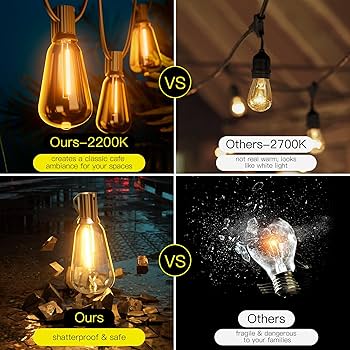 VS
Ours-2200K
creates a classic cafe
ambiance for your spaces
Others-2700K
not real warm, looks
like white light
VS
Ours
shatterproof & safe
Others
fragile & dangerous
to your families